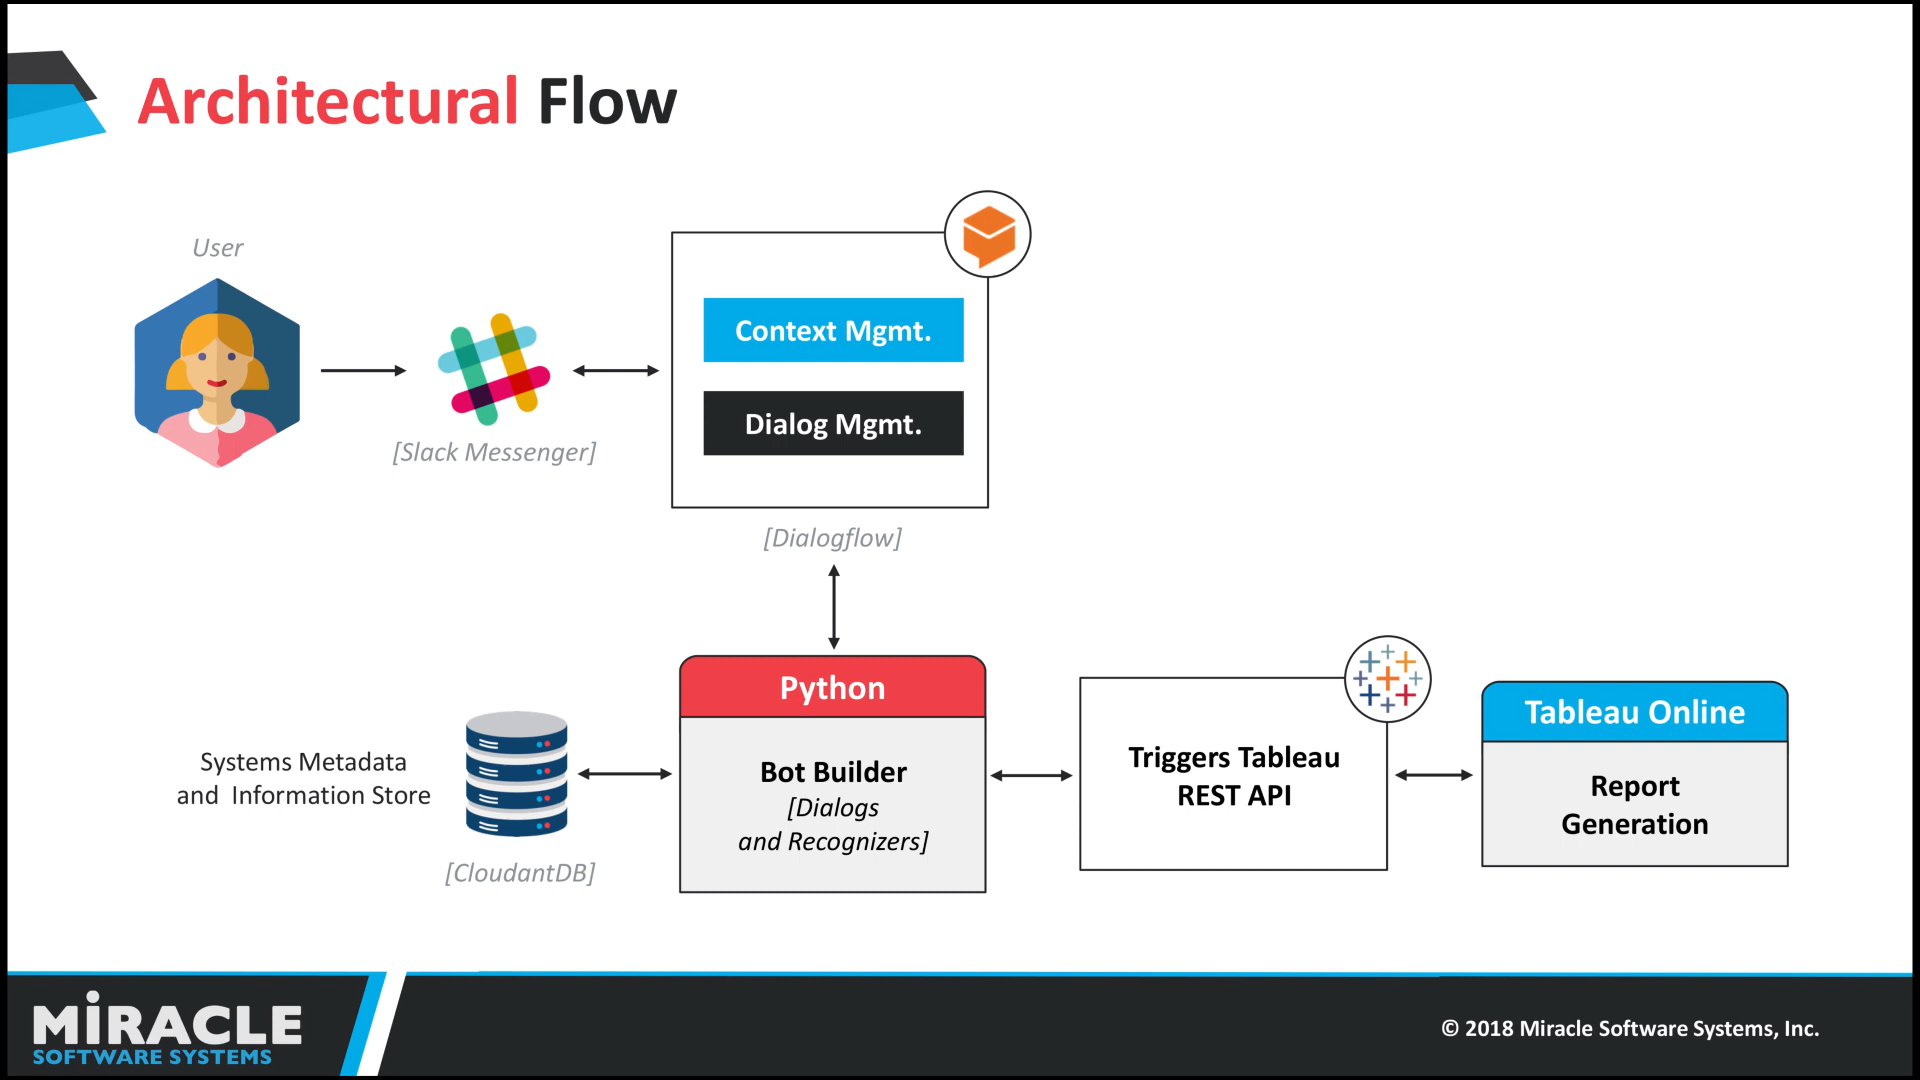 Architectural Flow
User
[Slack Messenger]
Context Mgmt.
Dialog Mgmt.
[Dialogflow]
Systems Metadata
and Information Store
[CloudantDB]
Python
Bot Builder
[Dialogs
and Recognizers]
Triggers Tableau
REST API
Tableau Online
Report
Generation
MiRACLE
SOFTWARE SYSTEMS
© 2018 Miracle Software Systems, Inc.